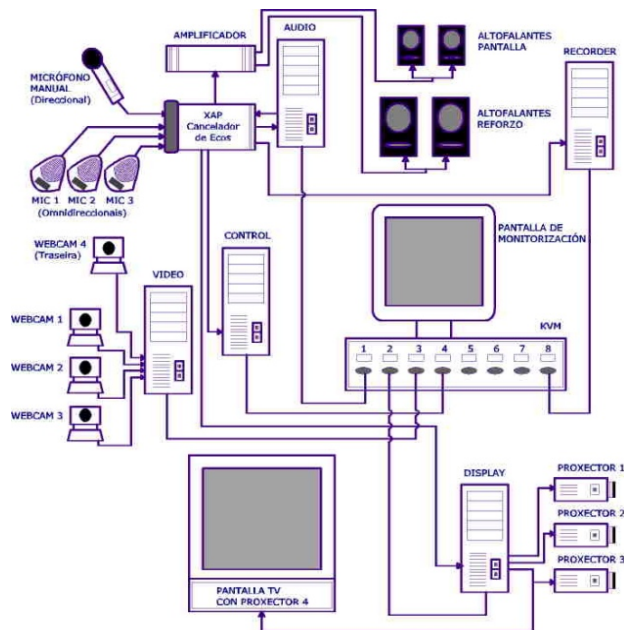 AMPLIFICADOR
AUDIO
ALTOFALANTES
PANTALLA
RECORDER
MICRÓFONO
MANUAL
(Direccional)
XAP
Cancelador
de Ecos
ALTOFALANTES
REFORZO
MIC 1
MIC 2
MIC 3
(Omnidireccionais)
WEBCAM 4
(Traseira)
VIDEO
CONTROL
PANTALLA DE
MONITORIZACIÓN
WEBCAM 1
WEBCAM 2
WEBCAM 3
KVM
1 2 3 4 5 6 7 8
DISPLAY
PROXECTOR 1
PROXECTOR 2
PROXECTOR 3
PANTALLA TV
CON PROXECTOR 4